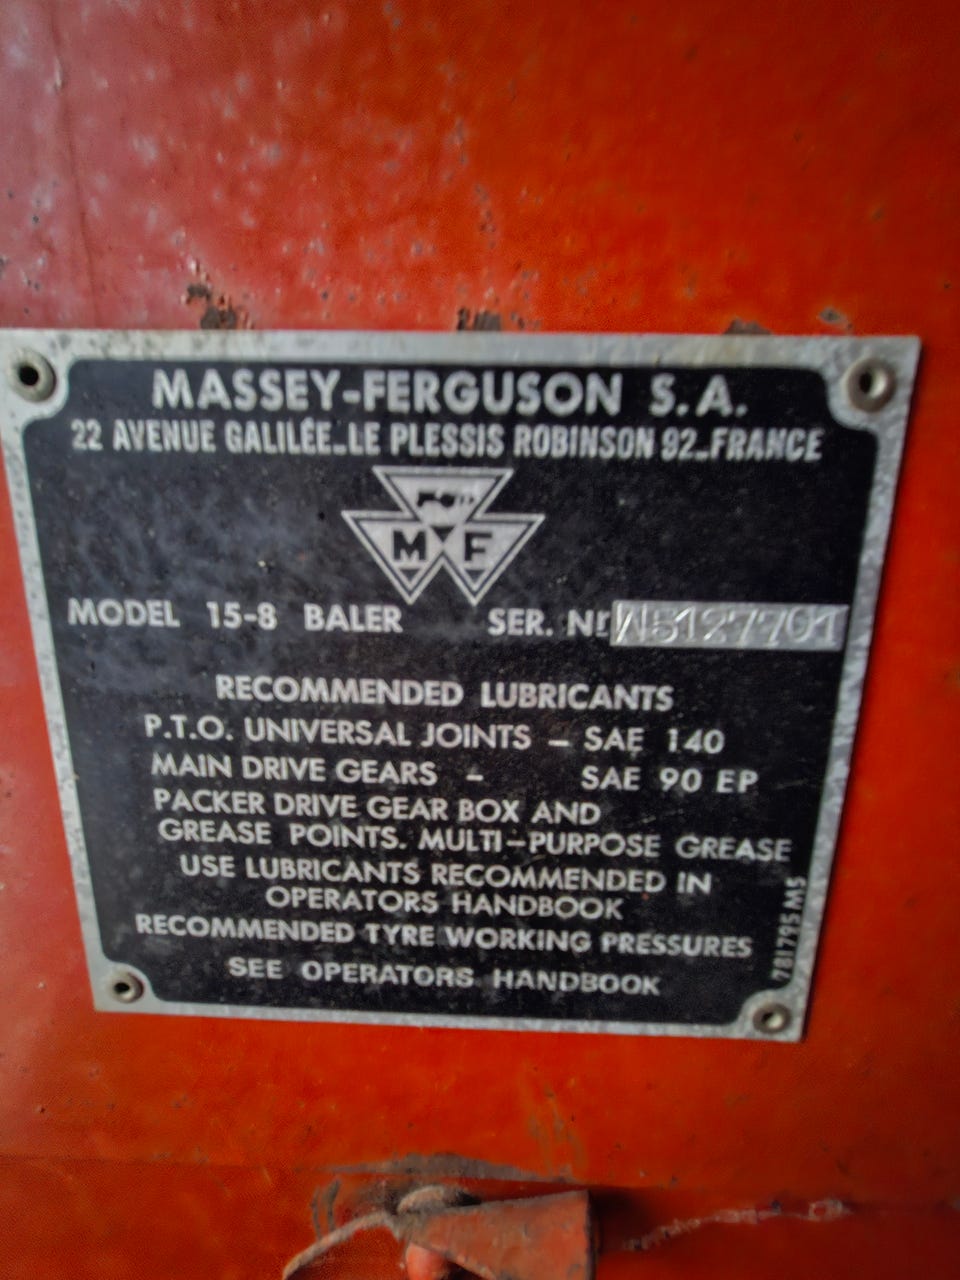 MASSEY-FERGUSON S.A.
22 AVENUE GALILÉE_LE PLESSIS ROBINSON 92_FRANCE
M F
MODEL 15-8 BALER SER. Nº
RECOMMENDED LUBRICANTS
P.T.O. UNIVERSAL JOINTS – SAE 140
MAIN DRIVE GEARS – SAE 90 EP
PACKER DRIVE GEAR BOX AND
GREASE POINTS. MULTI–PURPOSE GREASE
USE LUBRICANTS RECOMMENDED IN
OPERATORS HANDBOOK
RECOMMENDED TYRE WORKING PRESSURES
SEE OPERATORS HANDBOOK
781795M5